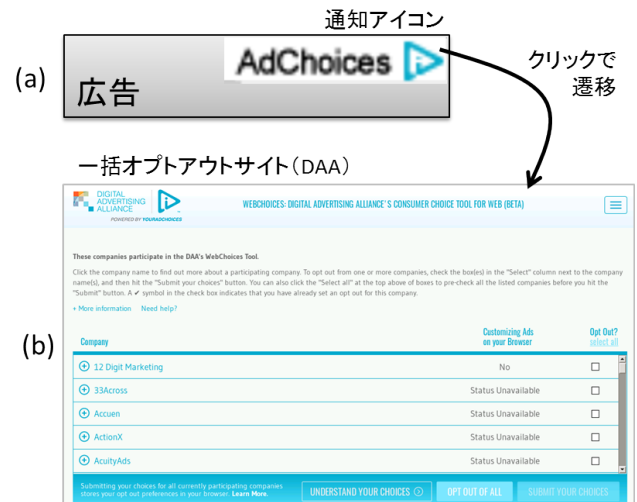 通知アイコン
(a)
AdChoices
広告
クリックで
遷移
一括オプトアウトサイト(DAA)
DIGITAL
ADVERTISING
ALLIANCE
POWERED BY YOURADCHOICES
WEBCHOICES: DIGITAL ADVERTISING ALLIANCE'S CONSUMER CHOICE TOOL FOR WEB (BETA)
These companies participate in the DAA's WebChoices Tool.
Click the company name to find out more about a participating company. To opt out from one or more companies, check the box(es) in the "Select" column next to the company
name(s), and then hit the "Submit your choices" button. You can also click the "Select all" at the top above of boxes to pre-check all the listed companies before you hit the
"Submit" button. A ✔ symbol in the check box indicates that you have already set an opt out for this company.
+ More information Need help?
(b)
Company
Customizing Ads
on your Browser
Opt Out?
select all
12 Digit Marketing No
33Across Status Unavailable
Accuen Status Unavailable
ActionX Status Unavailable
AcuityAds Status Unavailable
Submitting your choices for all currently participating companies
stores your opt out preferences in your browser. Learn More.
UNDERSTAND YOUR CHOICES
OPT OUT OF ALL
SUBMIT YOUR CHOICES